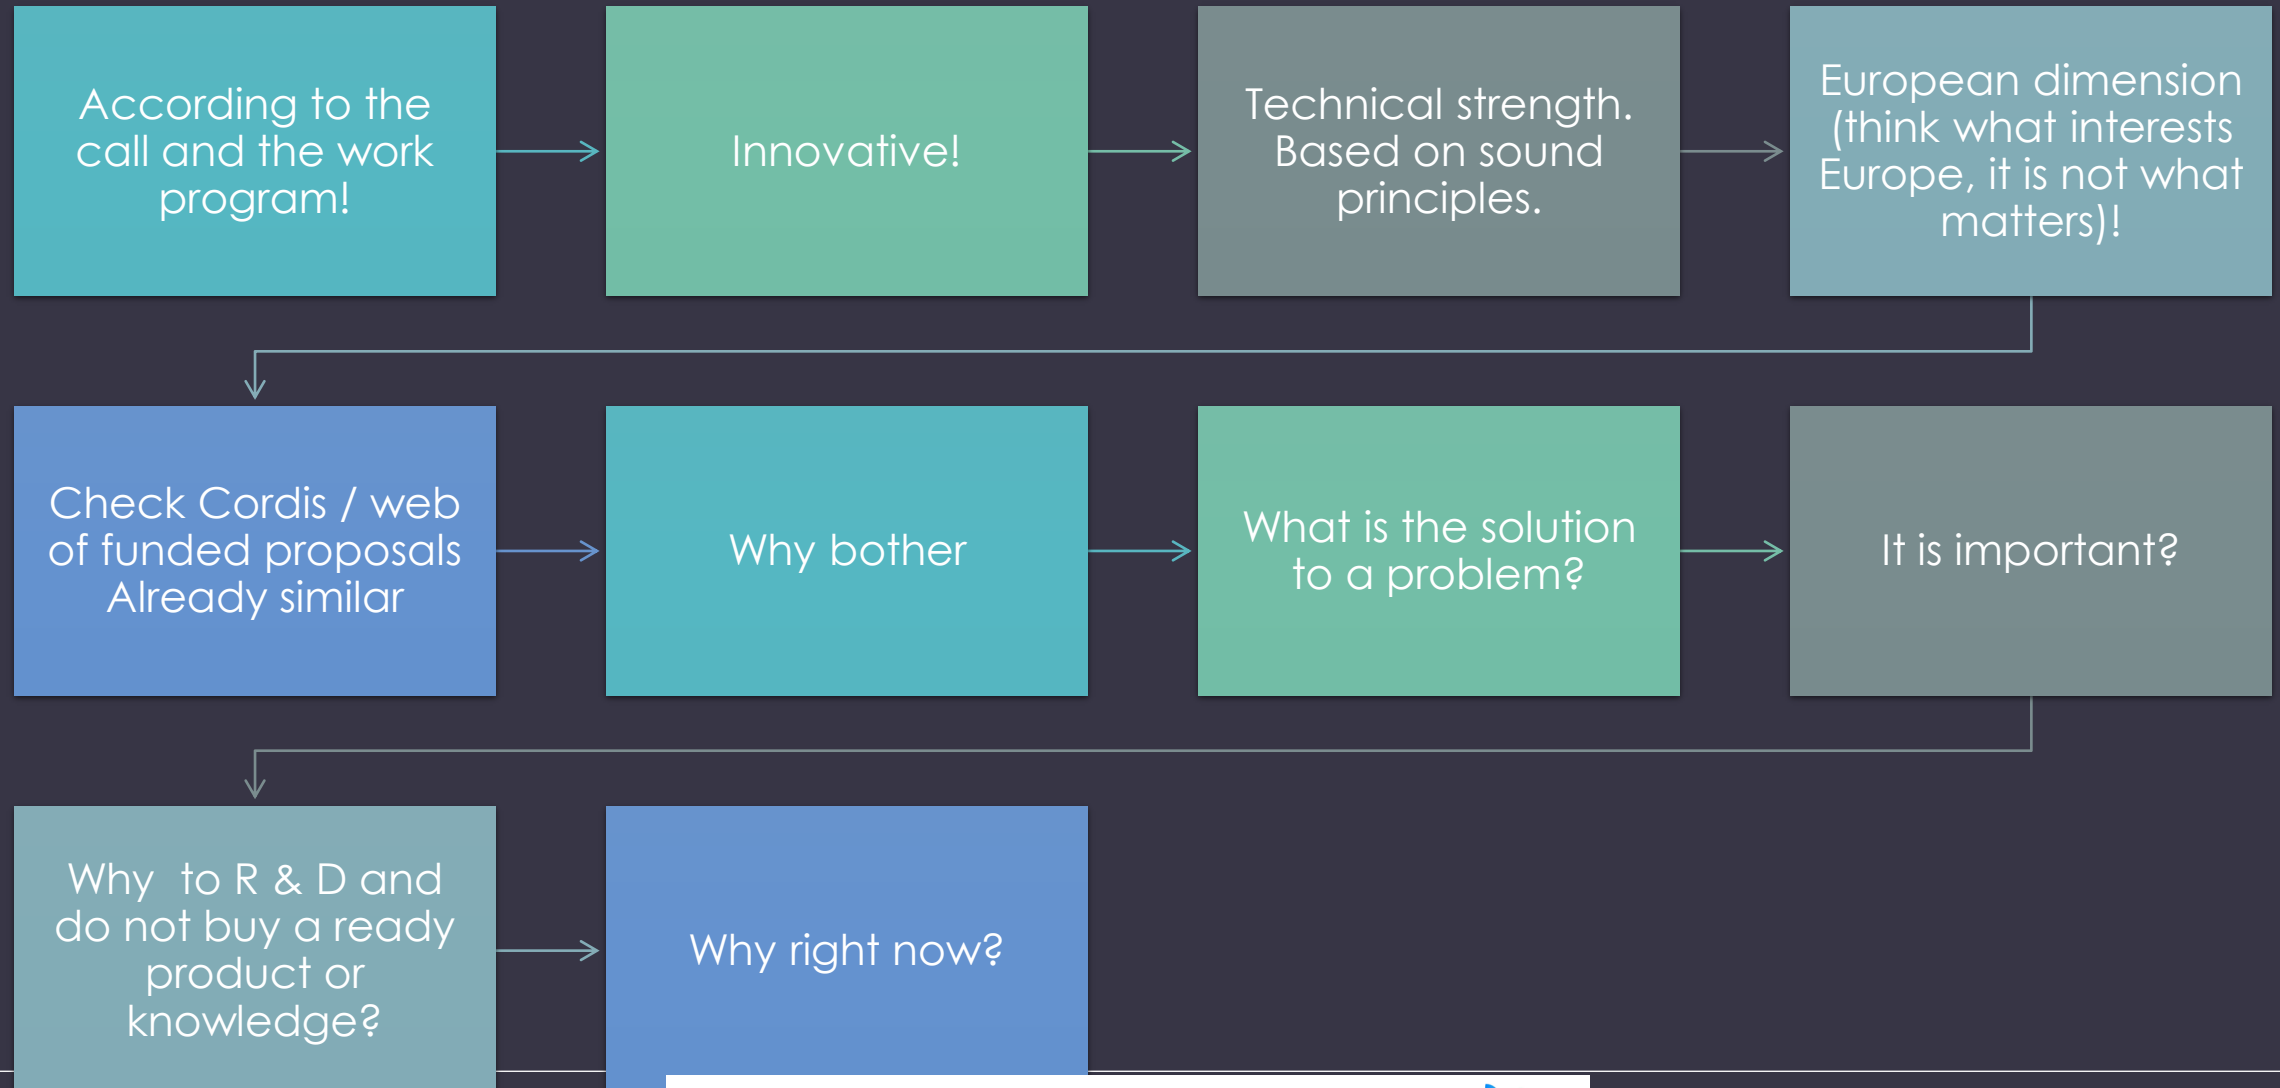 According to the
call and the work
program!
Innovative!
Technical strength.
Based on sound
principles.
European dimension
(think what interests
Europe, it is not what
matters)!
Check Cordis / web
of funded proposals
Already similar
Why bother
What is the solution
to a problem?
It is important?
Why  to R & D and
do not buy a ready
product or
knowledge?
Why right now?